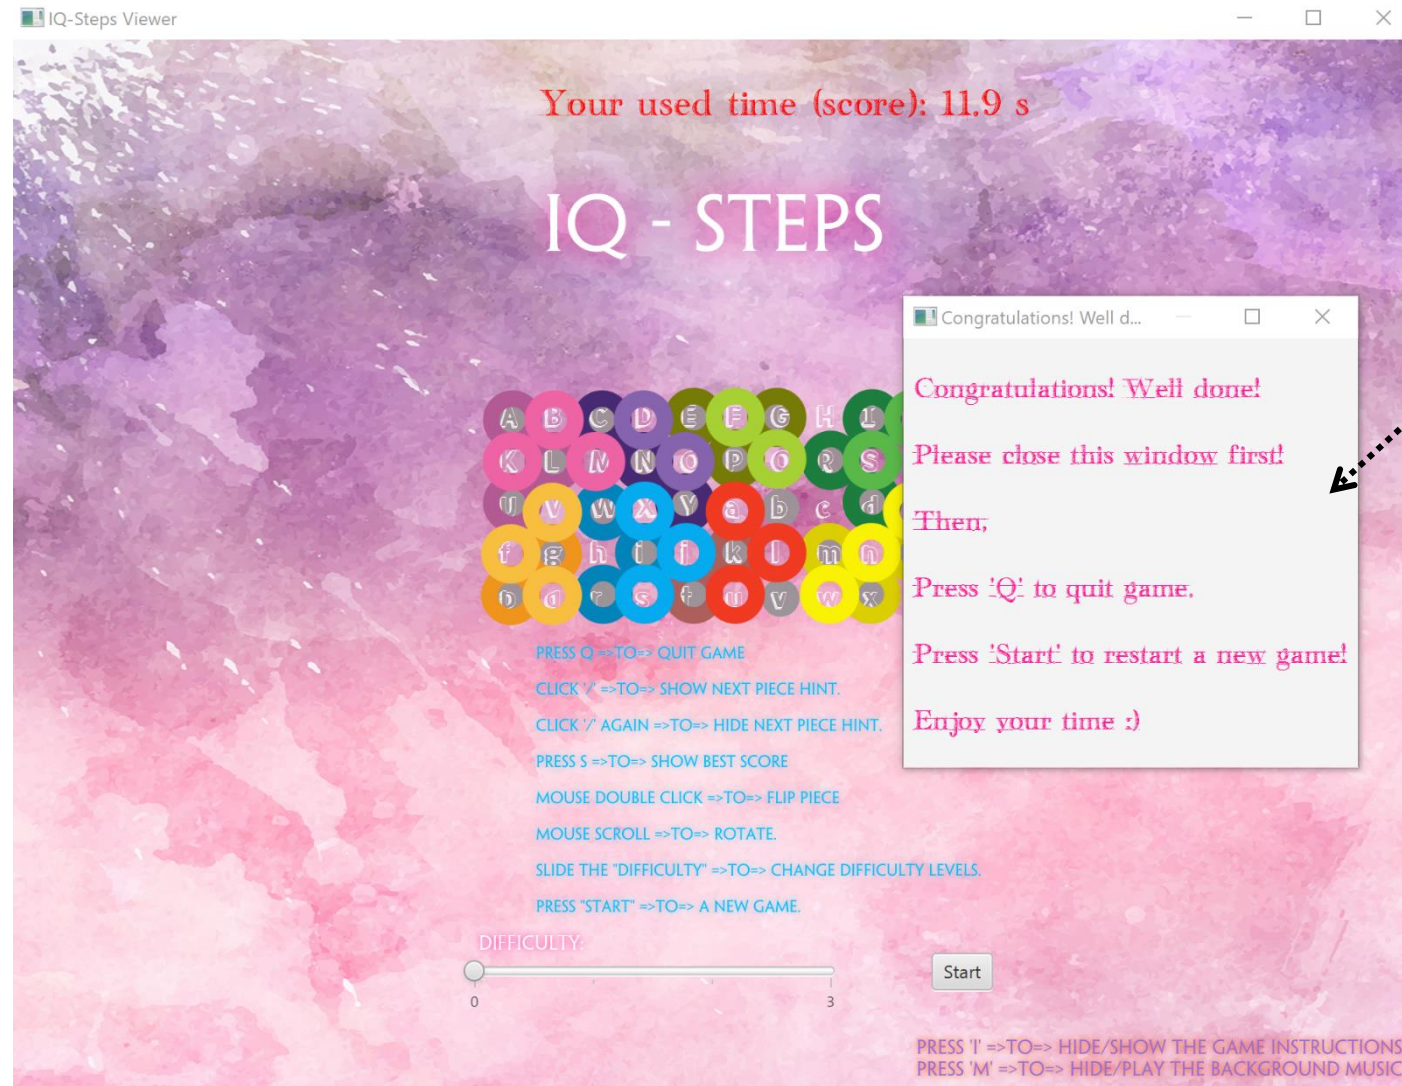 IQ-Steps Viewer
Your used time (score): 11.9 s
IQ - STEPS
Congratulations! Well d...
Congratulations! Well done!
Please close this window first!
Then,
Press 'Q' to quit game.
Press 'Start' to restart a new game!
Enjoy your time :)
A B C D E F G H I
K L M N O P Q R S
U V W X Y a b c d
f g h i j k l m n
p q r s t u v w x
PRESS Q =>TO=> QUIT GAME
CLICK '/' =>TO=> SHOW NEXT PIECE HINT.
CLICK '/' AGAIN =>TO=> HIDE NEXT PIECE HINT.
PRESS S =>TO=> SHOW BEST SCORE
MOUSE DOUBLE CLICK =>TO=> FLIP PIECE
MOUSE SCROLL =>TO=> ROTATE.
SLIDE THE "DIFFICULTY" =>TO=> CHANGE DIFFICULTY LEVELS.
PRESS "START" =>TO=> A NEW GAME.
DIFFICULTY:
0 3
Start
PRESS 'I' =>TO=> HIDE/SHOW THE GAME INSTRUCTIONS
PRESS 'M' =>TO=> HIDE/PLAY THE BACKGROUND MUSIC